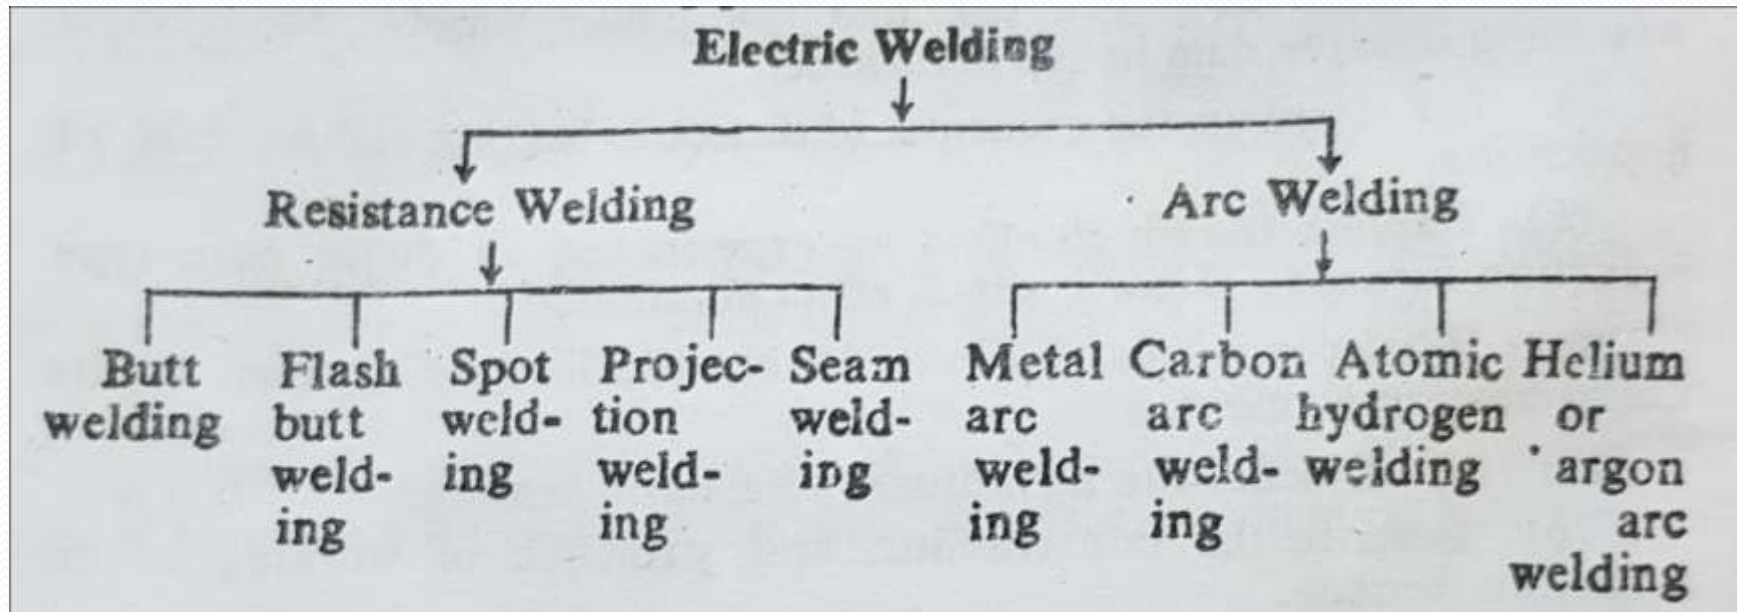 Electric Welding
Resistance Welding
Arc Welding
Butt
welding
Flash
butt
weld-
ing
Spot
weld-
ing
Projec-
tion
weld-
ing
Seam
weld-
ing
Metal
arc
weld-
ing
Carbon
arc
weld-
ing
Atomic
hydrogen
welding
Helium
or
argon
arc
welding